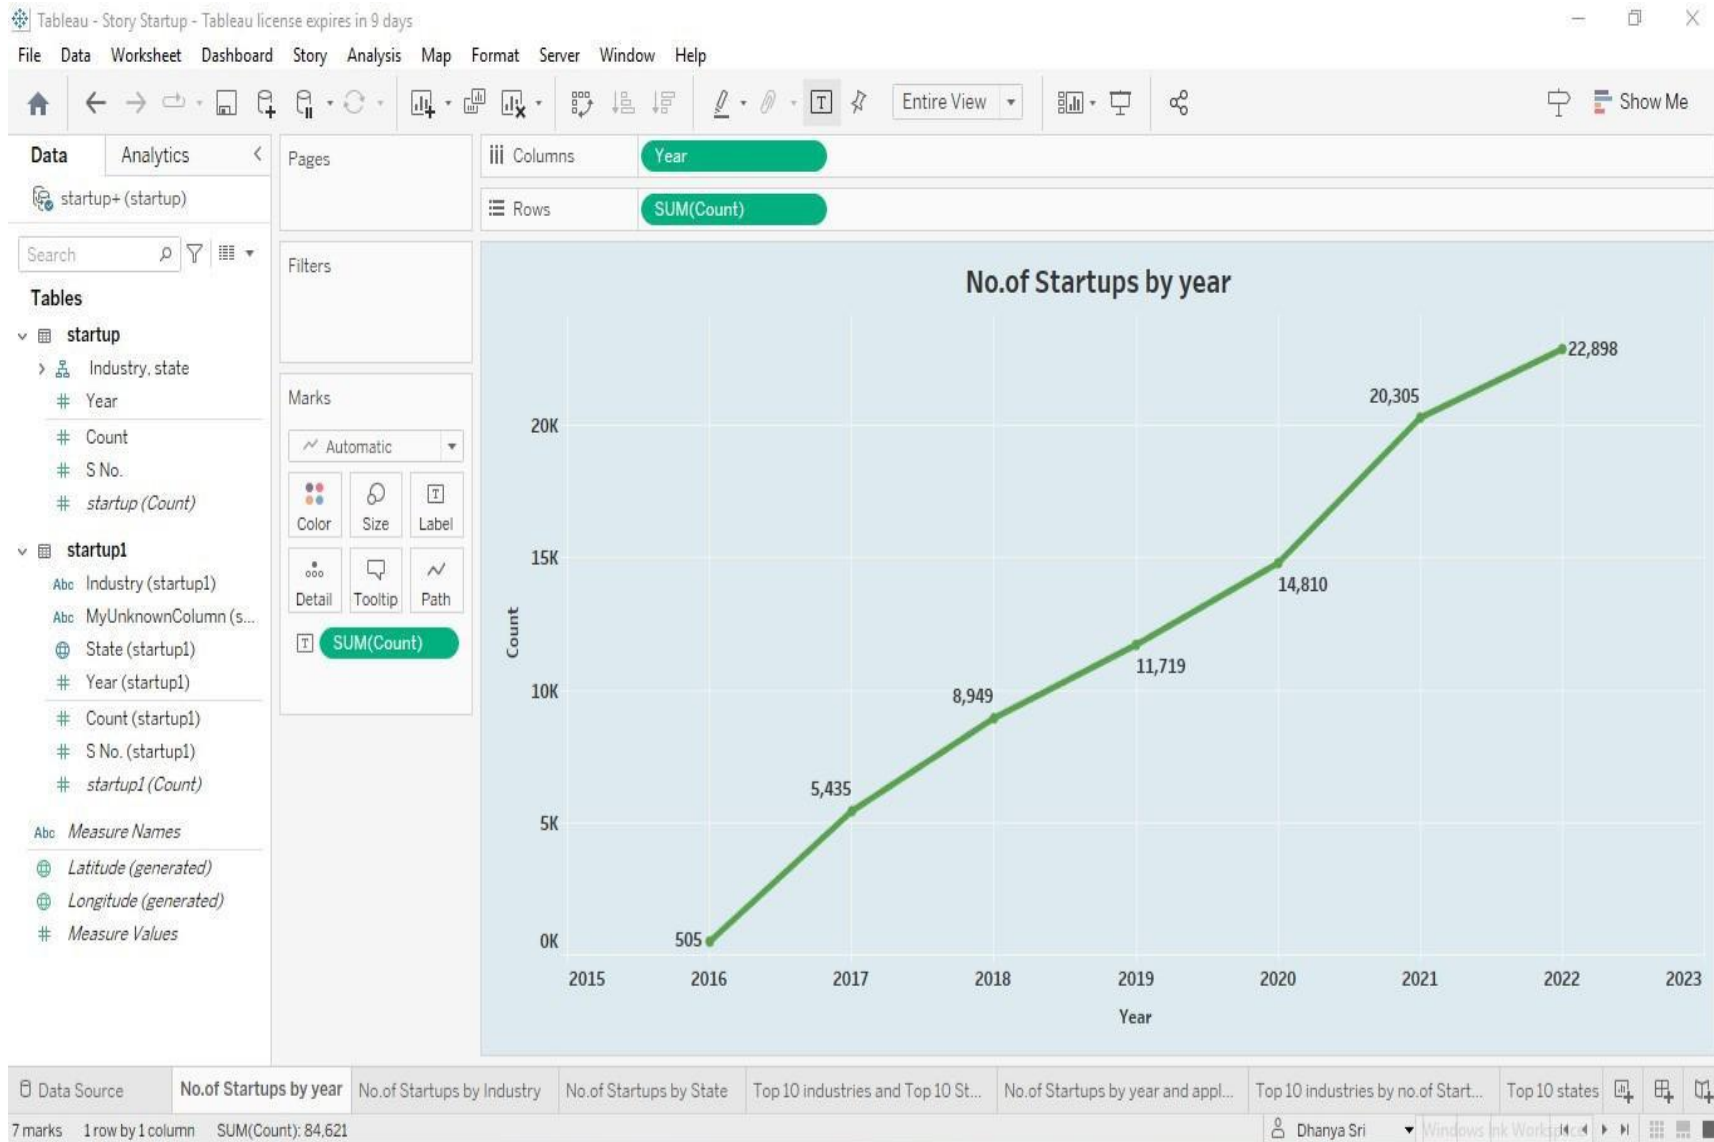 Tableau - Story Startup - Tableau license expires in 9 days
File Data Worksheet Dashboard Story Analysis Map Format Server Window Help
Entire View
Show Me
Data Analytics
startup+ (startup)
Search
Tables
startup
Industry, state
Year
Count
S No.
startup (Count)
startup1
Abc Industry (startup1)
Abc MyUnknownColumn (s...
State (startup1)
Year (startup1)
Count (startup1)
S No. (startup1)
startup1 (Count)
Abc Measure Names
Latitude (generated)
Longitude (generated)
Measure Values
Pages
Filters
Marks
Automatic
Color Size Label
Detail Tooltip Path
SUM(Count)
Columns Year
Rows SUM(Count)
No.of Startups by year
22,898
20,305
20K
15K
14,810
11,719
10K
8,949
5,435
5K
505
0K
Count
2015 2016 2017 2018 2019 2020 2021 2022 2023
Year
Data Source No.of Startups by year No.of Startups by Industry No.of Startups by State Top 10 industries and Top 10 St... No.of Startups by year and appl... Top 10 industries by no.of Start... Top 10 states
7 marks 1 row by 1 column SUM(Count): 84,621 Dhanya Sri Windows Ink Workspace